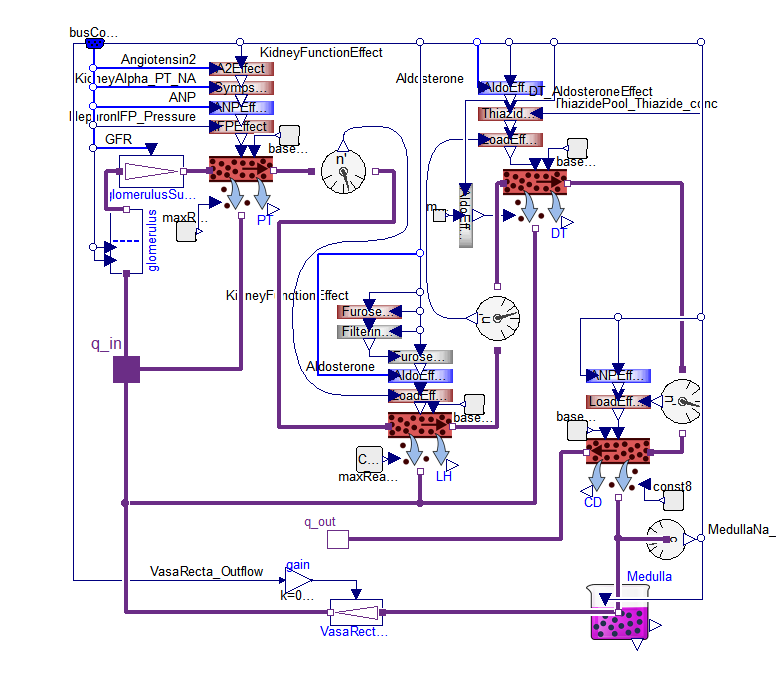 busCo...
Angiotensin2
KidneyFunctionEffect
A2Effect
KidneyAlpha_PT_NA
Symps...
ANP
ANPEff...
NephronIFP_Pressure
IFPEffect
GFR
base...
n'
glomerulusSu...
maxR...
PT
glomerulus
Aldosterone
AldoEff...
DT_AldosteroneEffect
ThiazidePool_Thiazide_conc
Thiazid...
LoadEff...
base...
m...
AldoEff...
DT
KidneyFunctionEffect
Furose...
Filterin...
n'
q_in
Furose...
Aldosterone
AldoEff...
LoadEff...
base...
ANPEff...
LoadEff...
n'
base...
C...
maxRea...
LH
const8
CD
q_out
c
MedullaNa_
VasaRecta_Outflow
gain
k=0...
Medulla
VasaRect...